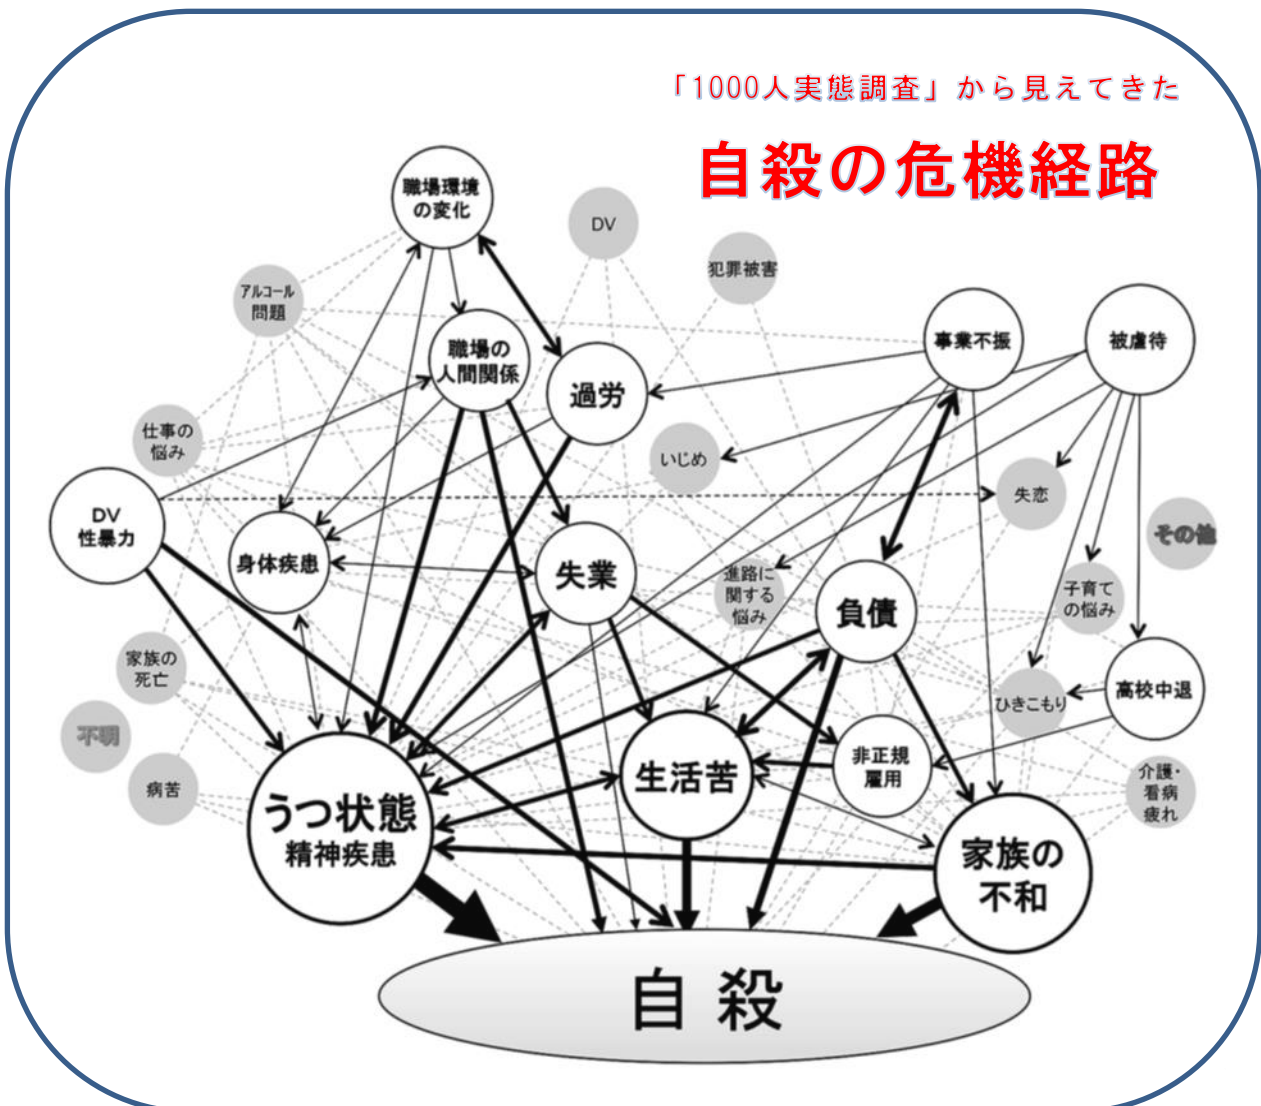 「1000人実態調査」から見えてきた
自殺の危機経路
職場環境
の変化
DV
犯罪被害
アルコール
問題
職場の
人間関係
過労
事業不振
被虐待
仕事の
悩み
いじめ
失恋
その他
DV
性暴力
身体疾患
失業
進路に
関する
悩み
負債
子育て
の悩み
家族の
死亡
ひきこもり
高校中退
不明
病苦
うつ状態
精神疾患
生活苦
非正規
雇用
介護・
看病
疲れ
家族の
不和
自殺